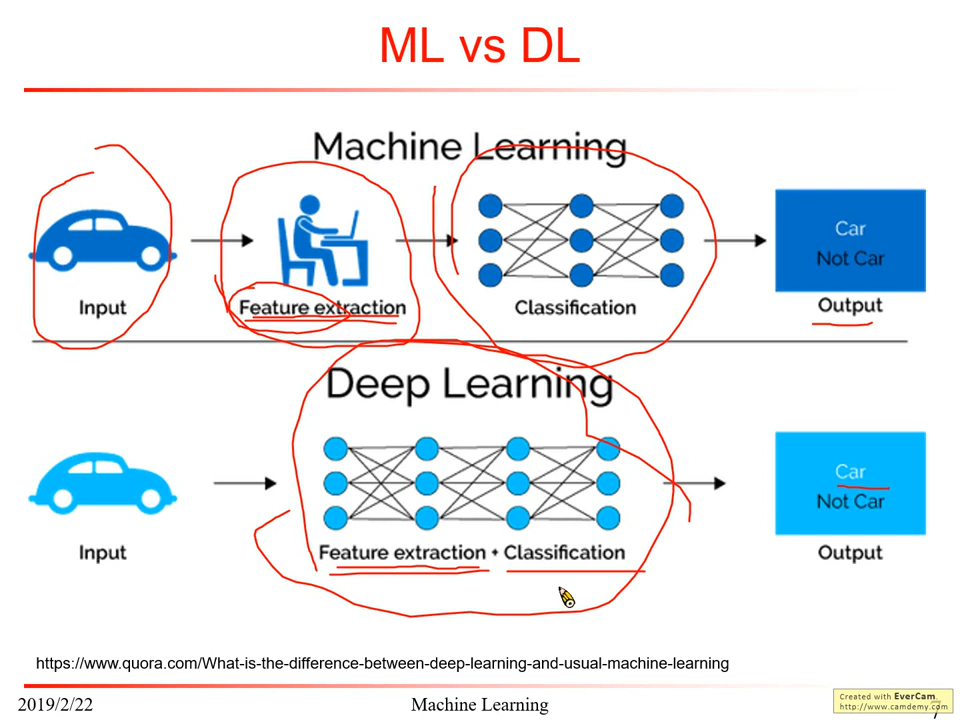 ML vs DL
Machine Learning
Input
Feature extraction
Classification
Car
Not Car
Output
Deep Learning
Input
Feature extraction + Classification
Car
Not Car
Output
https://www.quora.com/What-is-the-difference-between-deep-learning-and-usual-machine-learning
2019/2/22
Machine Learning
Created with EverCam.
http://www.camdemy.com
7